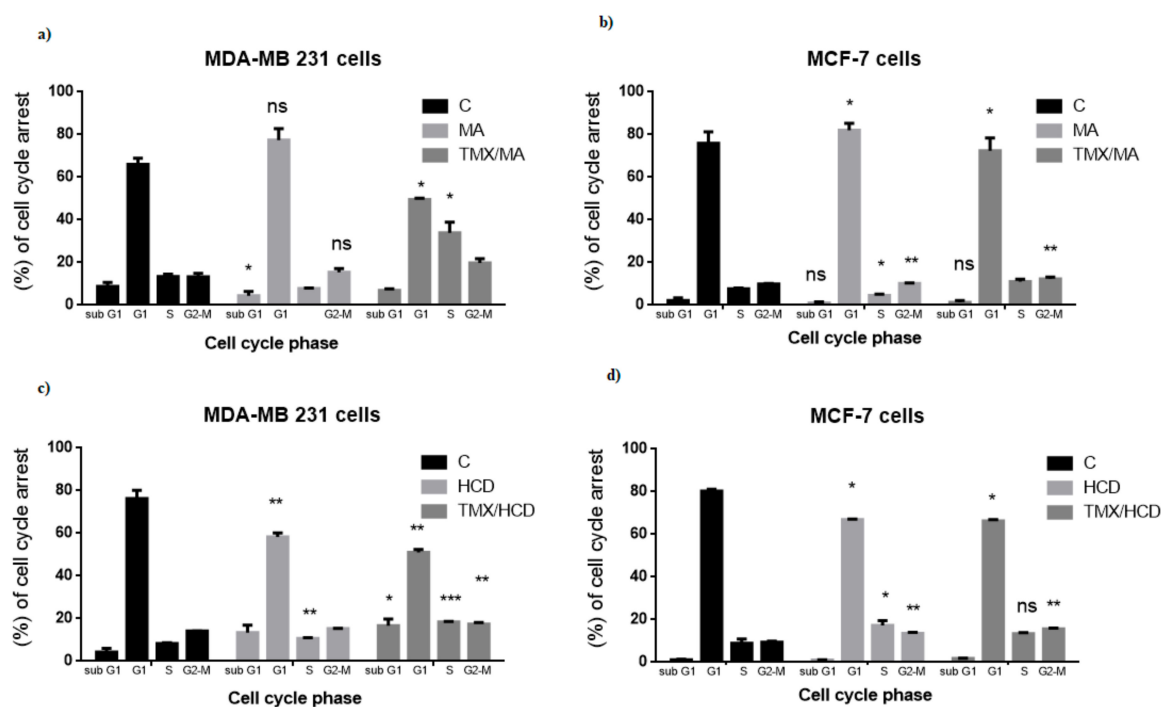 a)
MDA-MB 231 cells
(%) of cell cycle arrest
100
80
60
40
20
0
C
MA
TMX/MA
* ns ns * *
sub G1 G1 S G2-M sub G1 G1 G2-M sub G1 G1 S G2-M
Cell cycle phase
b)
MCF-7 cells
(%) of cell cycle arrest
100
80
60
40
20
0
C
MA
TMX/MA
ns * * ** ns * **
sub G1 G1 S G2-M sub G1 G1 S G2-M sub G1 G1 S G2-M
Cell cycle phase
c)
MDA-MB 231 cells
(%) of cell cycle arrest
100
80
60
40
20
0
C
HCD
TMX/HCD
** ** * ** *** **
sub G1 G1 S G2-M sub G1 G1 S G2-M sub G1 G1 S G2-M
Cell cycle phase
d)
MCF-7 cells
(%) of cell cycle arrest
100
80
60
40
20
0
C
HCD
TMX/HCD
* * ** * ns **
sub G1 G1 S G2-M sub G1 G1 S G2-M sub G1 G1 S G2-M
Cell cycle phase